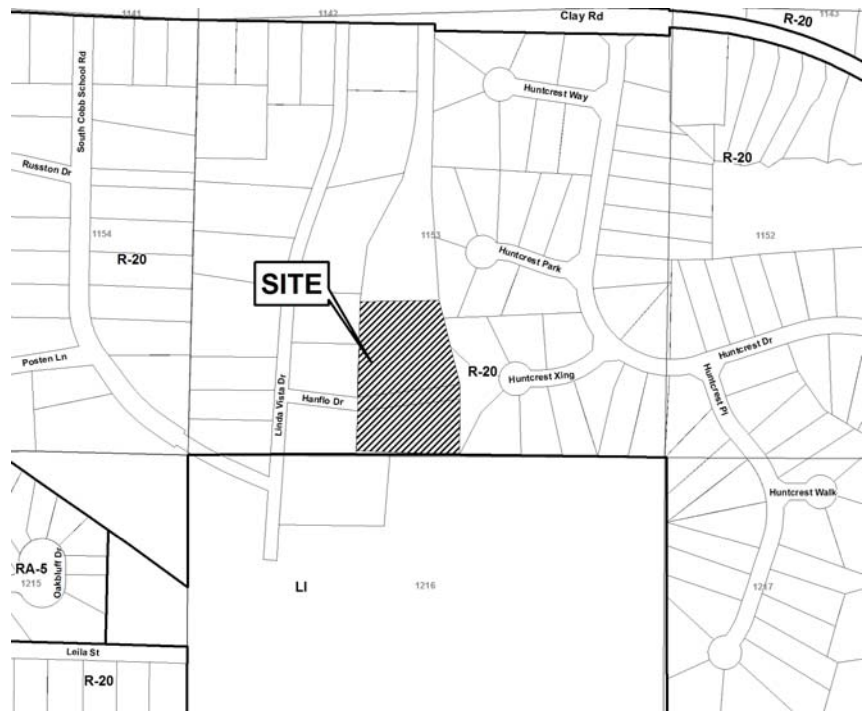 1141
1142
Clay Rd
R-20
1143
South Cobb School Rd
Huntcrest Way
Russton Dr
R-20
1154
1153
1152
R-20
Huntcrest Park
SITE
Posten Ln
Linda Vista Dr
Hanflo Dr
R-20
Huntcrest Xing
Huntcrest Dr
Huntcrest Pl
Huntcrest Walk
RA-5
1215
Oakbluff Dr
LI
1216
1217
Leila St
R-20